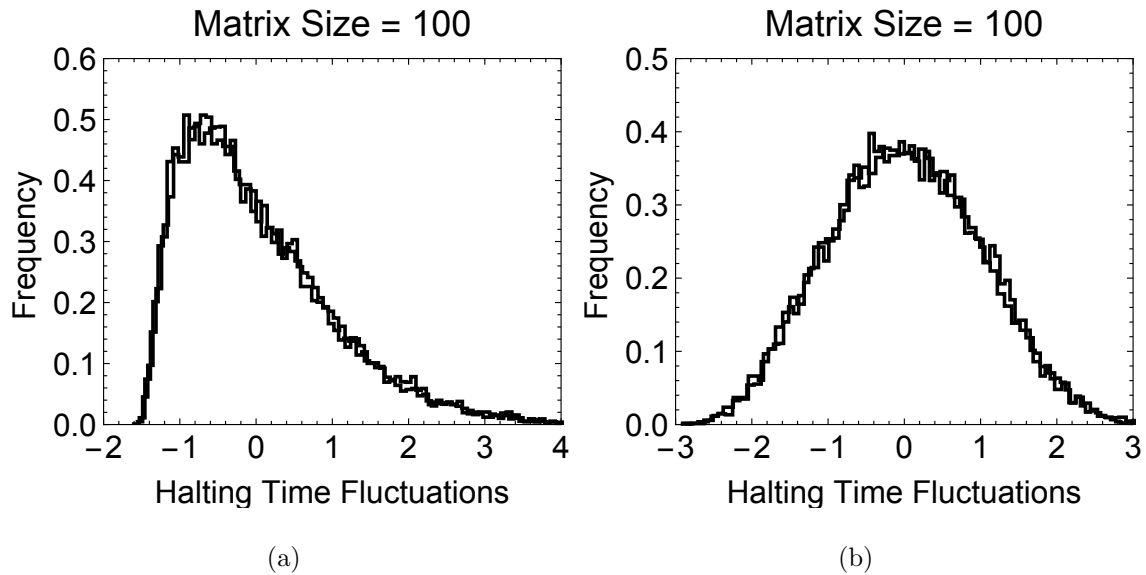 Matrix Size = 100
0.6
0.5
0.4
0.3
0.2
0.1
0.0
Frequency
−2 −1 0 1 2 3 4
Halting Time Fluctuations
(a)
Matrix Size = 100
0.5
0.4
0.3
0.2
0.1
0.0
Frequency
−3 −2 −1 0 1 2 3
Halting Time Fluctuations
(b)